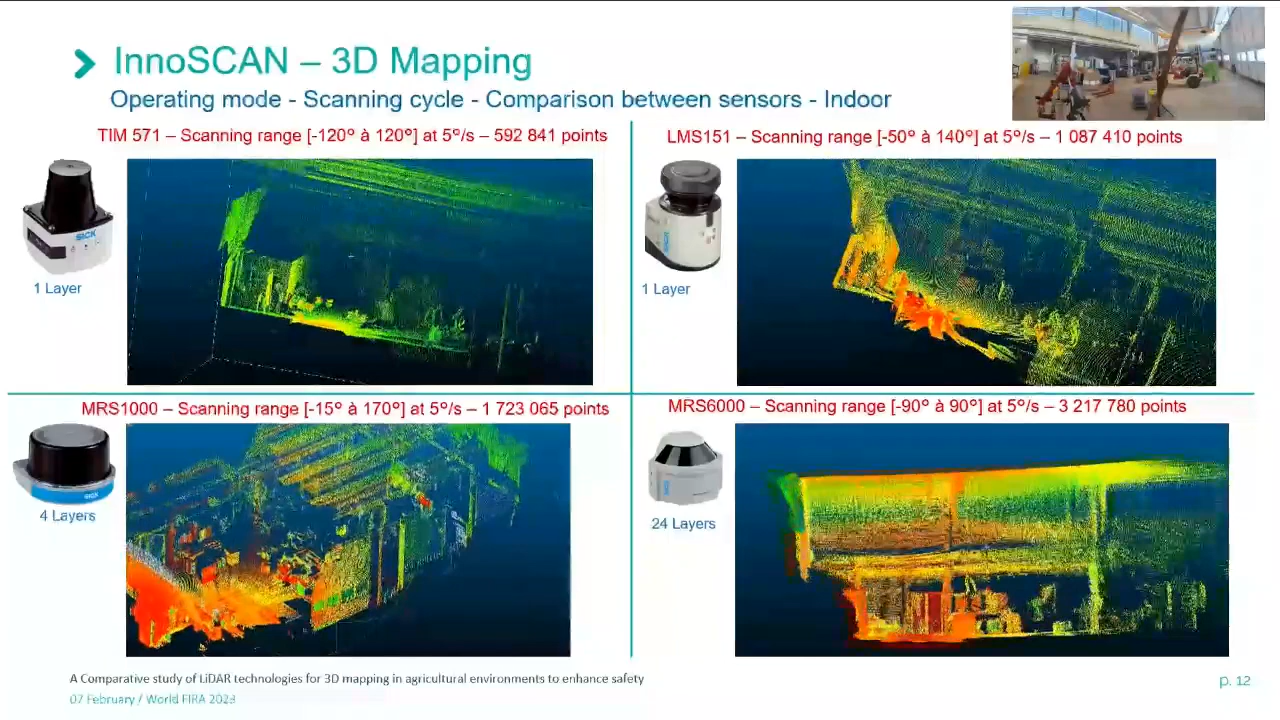 InnoSCAN – 3D Mapping
Operating mode - Scanning cycle - Comparison between sensors - Indoor
TIM 571 – Scanning range [-120° à 120°] at 5°/s – 592 841 points
SICK
1 Layer
LMS151 – Scanning range [-50° à 140°] at 5°/s – 1 087 410 points
1 Layer
MRS1000 – Scanning range [-15° à 170°] at 5°/s – 1 723 065 points
SICK
4 Layers
MRS6000 – Scanning range [-90° à 90°] at 5°/s – 3 217 780 points
24 Layers
A Comparative study of LiDAR technologies for 3D mapping in agricultural environments to enhance safety
07 February / World FIRA 2023
p. 12